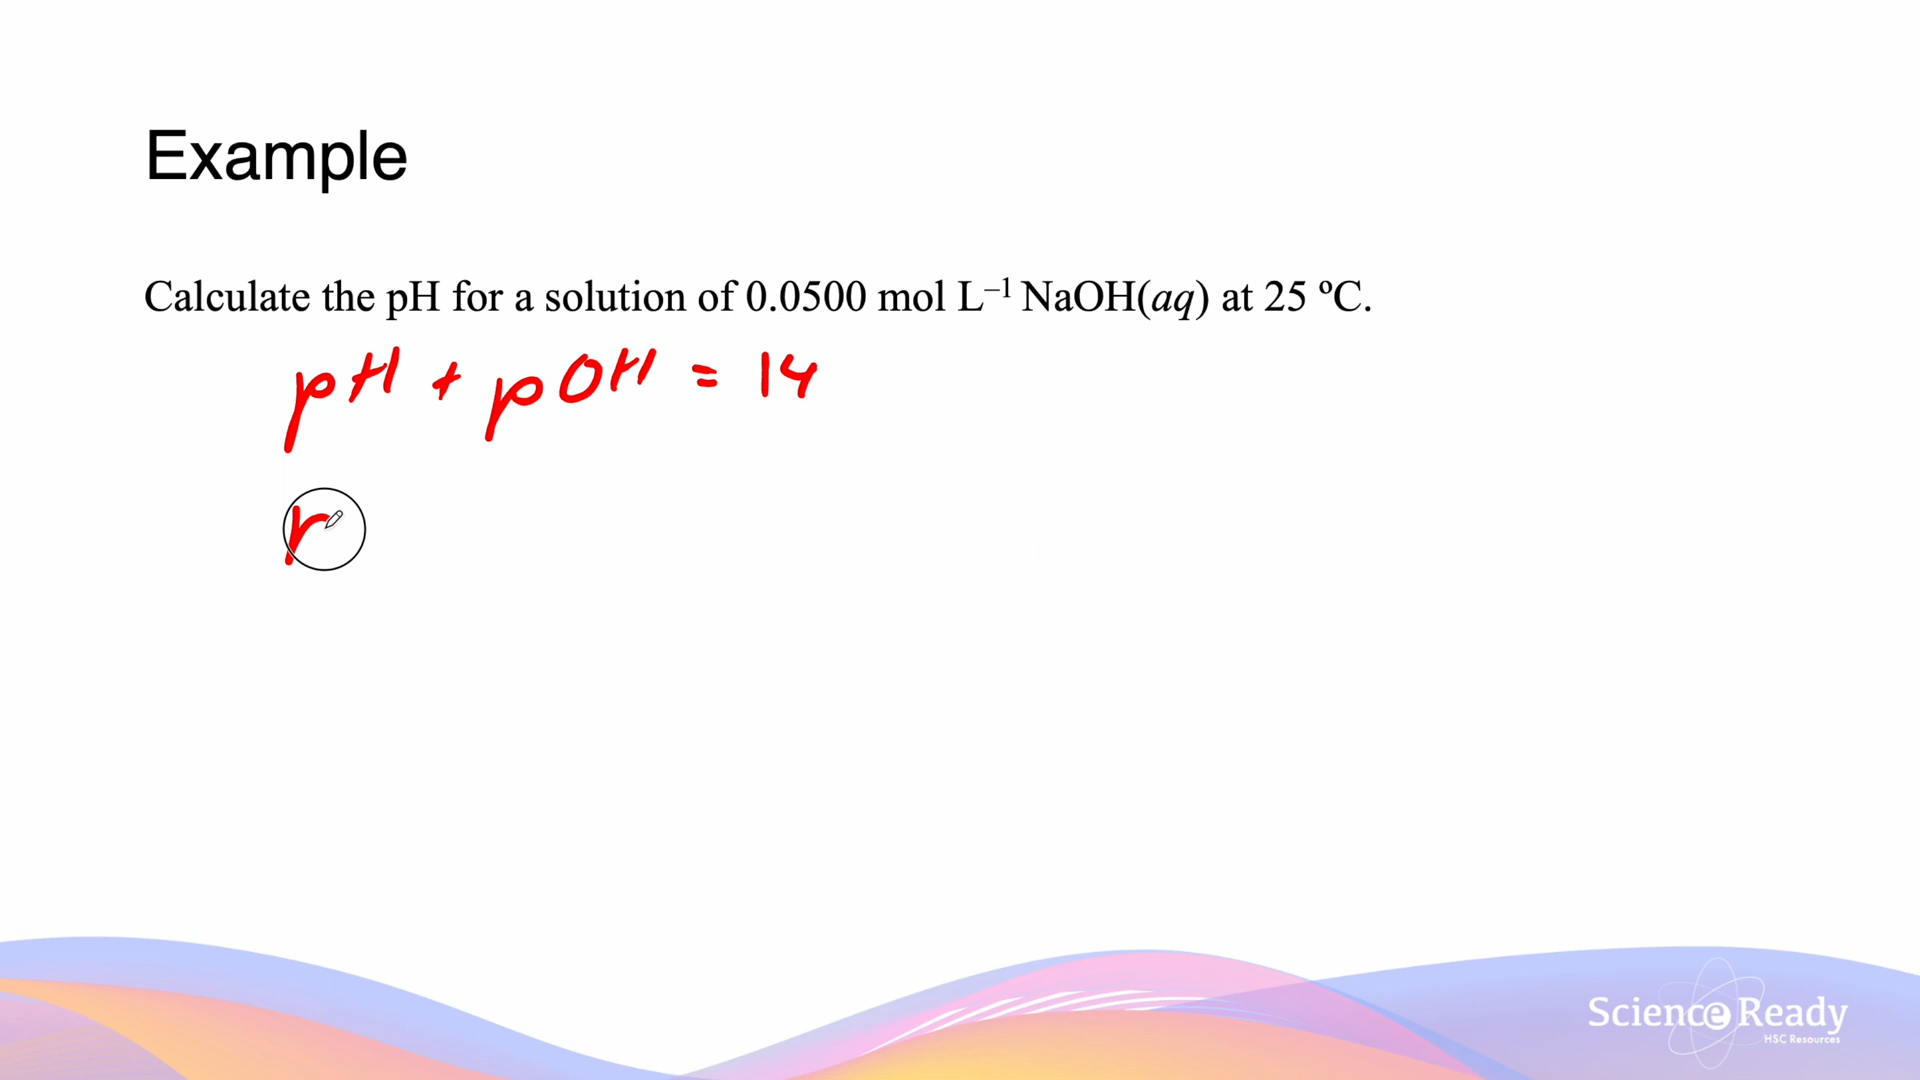 Example
Calculate the pH for a solution of 0.0500 mol L⁻¹ NaOH(aq) at 25 ºC.
pH + pOH = 14
Science Ready
HSC Resources